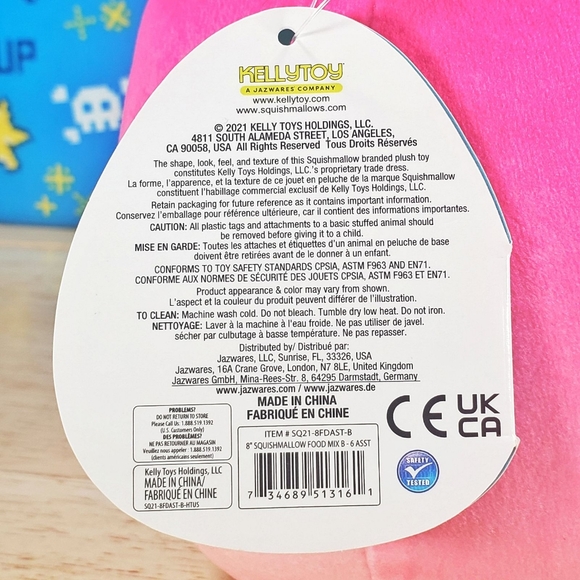 UP
KELLYTOY
A JAZWARES COMPANY
www.kellytoy.com
www.squishmallows.com
© 2021 KELLY TOYS HOLDINGS, LLC.
4811 SOUTH ALAMEDA STREET, LOS ANGELES,
CA 90058, USA All Rights Reserved Tous Droits Réservés
The shape, look, feel, and texture of this Squishmallow branded plush toy
constitutes Kelly Toys Holdings, LLC.'s proprietary trade dress.
La forme, l'apparence, et la texture de ce jouet en peluche de la marque Squishmallow
constituent l'habillage commercial exclusif de Kelly Toys Holdings, LLC.
Retain packaging for future reference as it contains important information.
Conservez l'emballage pour référence ultérieure, car il contient des informations importantes.
CAUTION: All plastic tags and attachments to a basic stuffed animal should
be removed before giving it to a child.
MISE EN GARDE: Toutes les attaches et étiquettes d'un animal en peluche de base
doivent être retirées avant de le donner à un enfant.
CONFORMS TO TOY SAFETY STANDARDS CPSIA, ASTM F963 AND EN71.
CONFORME AUX NORMES DE SÉCURITÉ DES JOUETS CPSIA, ASTM F963 ET EN71.
Product appearance & color may vary from shown.
L'aspect et la couleur du produit peuvent différer de l'illustration.
TO CLEAN: Machine wash cold. Do not bleach. Tumble dry low heat. Do not iron.
NETTOYAGE: Laver à la machine à l'eau froide. Ne pas utiliser de javel.
sécher par culbutage à basse température. Ne pas repasser.
Distributed by/ Distribué par :
Jazwares, LLC, Sunrise, FL, 33326, USA
Jazwares, 16A Crane Grove, London, N7 8LE, United Kingdom
Jazwares GmbH, Mina-Rees-Str. 8, 64295 Darmstadt, Germany
www.jazwares.com / www.jazwares.de
MADE IN CHINA
FABRIQUÉ EN CHINE
PROBLEMS?
DO NOT RETURN TO STORE
Please Call Us: 1.888.519.1392
(U.S. Customers Only)
DES PROBLÈMES?
NE PAS RETOURNER AU MAGASIN
Veuillez nous appeler : 1.888.519.1392
(clients américains seulement)
Kelly Toys Holdings, LLC
MADE IN CHINA/
FABRIQUÉ EN CHINE
SQ21-8FDAST-B-HTUS
ITEM # SQ21-8FDAST-B
8" SQUISHMALLOW FOOD MIX B - 6 ASST
7 34689 51316 1
CE
UK
CA
SAFETY
TESTED